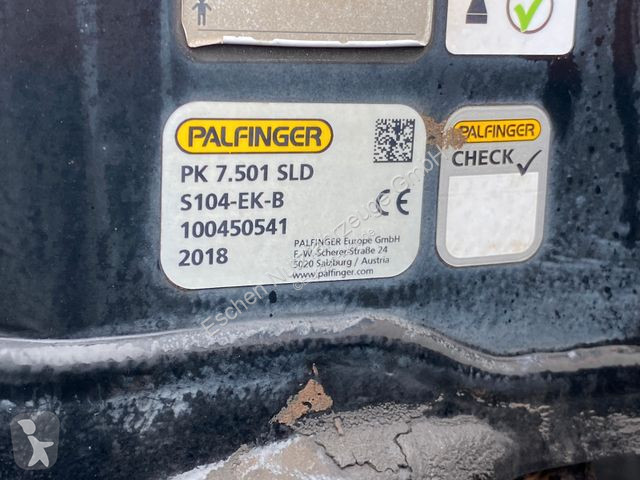 PALFINGER
PK 7.501 SLD
S104-EK-B
100450541
2018
CE
PALFINGER Europe GmbH
F.-W.-Scherer-Straße 24
5020 Salzburg / Austria
www.palfinger.com
PALFINGER
CHECK